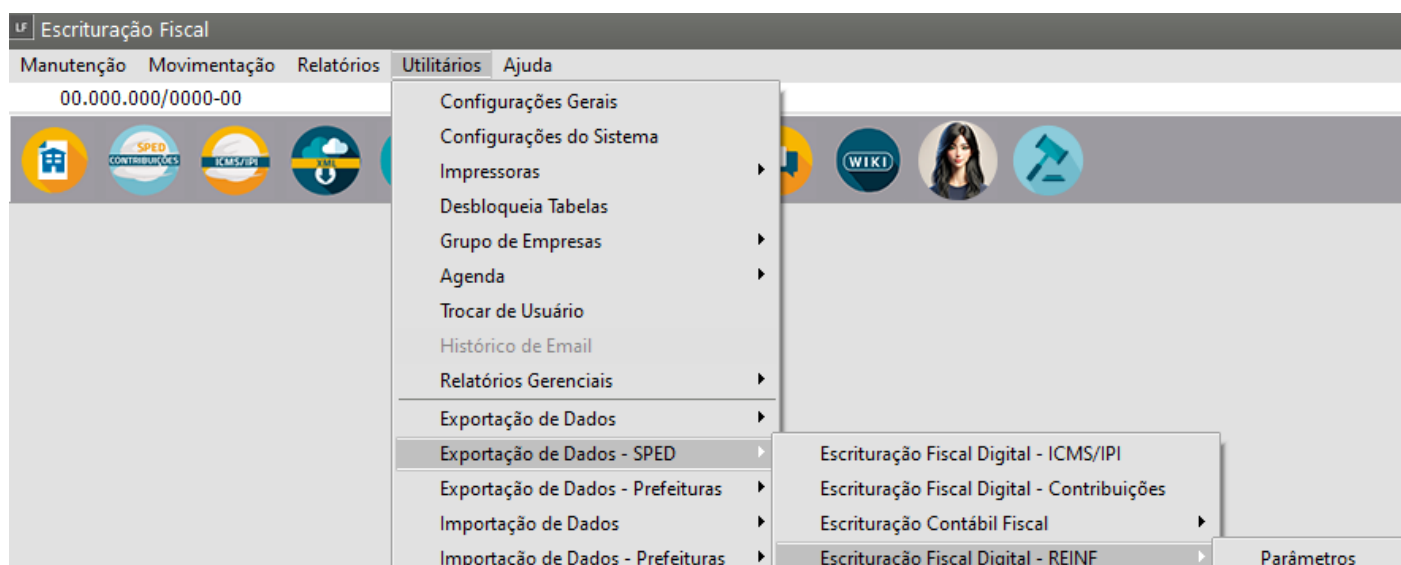 LF Escrituração Fiscal
Manutenção Movimentação Relatórios Utilitários Ajuda
00.000.000/0000-00
SPED CONTRIBUIÇÕES
ICMS/IPI
XML
WIKI
Configurações Gerais
Configurações do Sistema
Impressoras
Desbloqueia Tabelas
Grupo de Empresas
Agenda
Trocar de Usuário
Histórico de Email
Relatórios Gerenciais
Exportação de Dados
Exportação de Dados - SPED
Exportação de Dados - Prefeituras
Importação de Dados
Importação de Dados - Prefeituras
Escrituração Fiscal Digital - ICMS/IPI
Escrituração Fiscal Digital - Contribuições
Escrituração Contábil Fiscal
Escrituração Fiscal Digital - REINF
Parâmetros